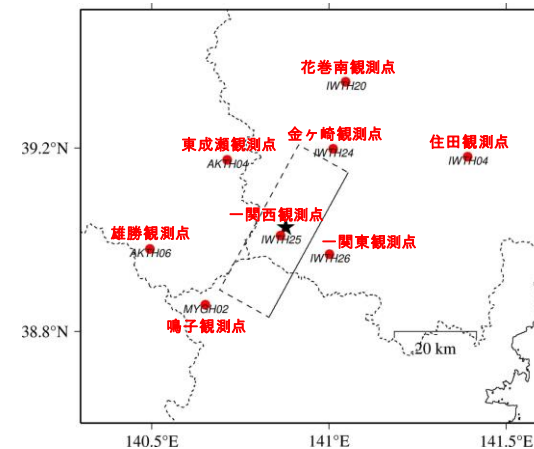 花巻南観測点
IWTH20
39.2°N
東成瀬観測点
AKTH04
金ヶ崎観測点
IWTH24
住田観測点
IWTH04
一関西観測点
IWTH25
雄勝観測点
AKTH06
一関東観測点
IWTH26
MYGH02
鳴子観測点
38.8°N
20 km
140.5°E
141°E
141.5°E